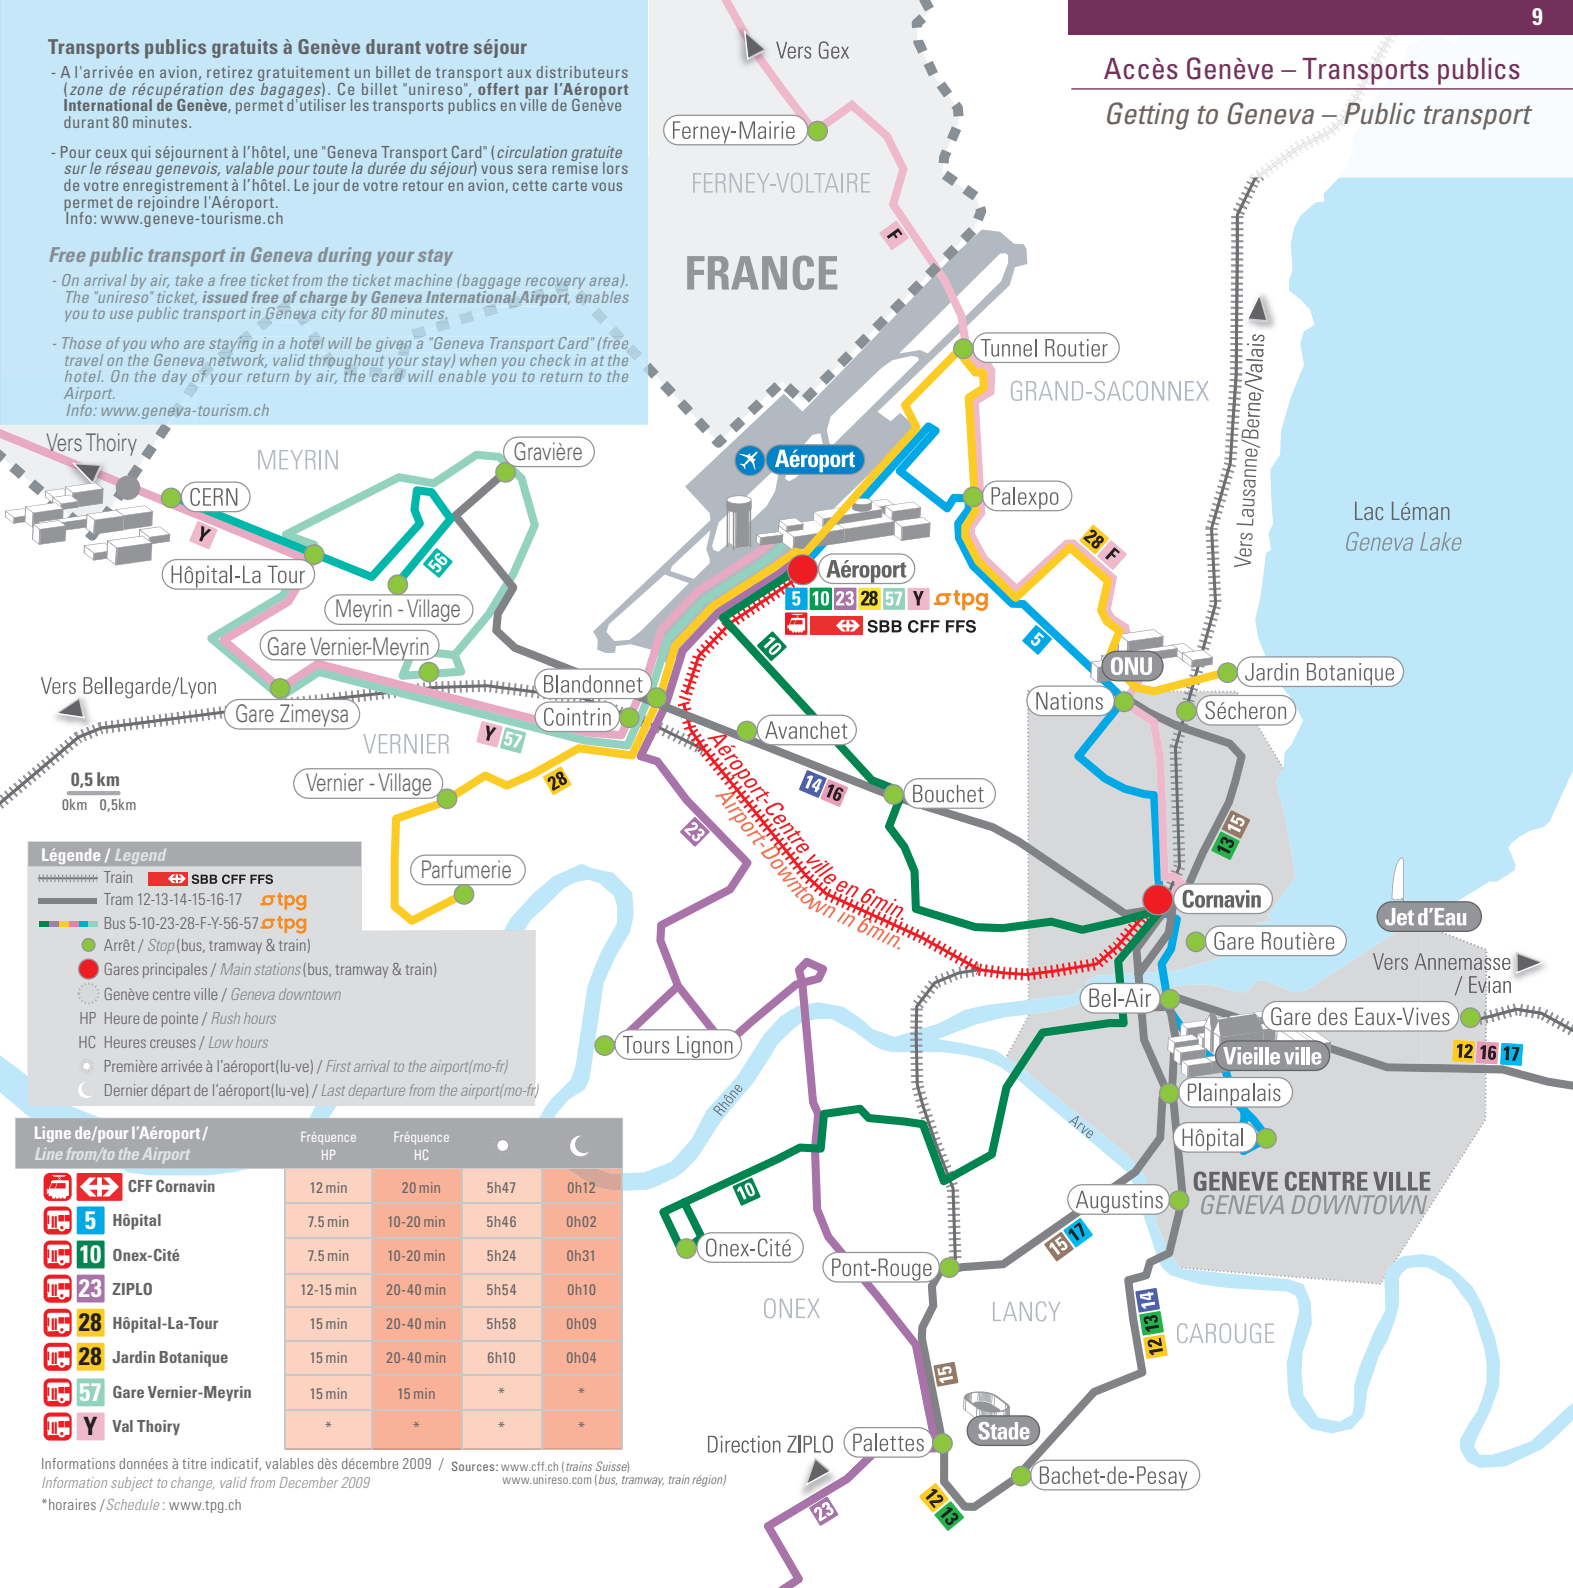 9
Accès Genève – Transports publics
Getting to Geneva – Public transport
Transports publics gratuits à Genève durant votre séjour
- A l'arrivée en avion, retirez gratuitement un billet de transport aux distributeurs
(zone de récupération des bagages). Ce billet "unireso", offert par l'Aéroport
International de Genève, permet d'utiliser les transports publics en ville de Genève
durant 80 minutes.
- Pour ceux qui séjournent à l'hôtel, une "Geneva Transport Card" (circulation gratuite
sur le réseau genevois, valable pour toute la durée du séjour) vous sera remise lors
de votre enregistrement à l'hôtel. Le jour de votre retour en avion, cette carte vous
permet de rejoindre l'Aéroport.
Info: www.geneve-tourisme.ch
Free public transport in Geneva during your stay
- On arrival by air, take a free ticket from the ticket machine (baggage recovery area).
The "unireso" ticket, issued free of charge by Geneva International Airport, enables
you to use public transport in Geneva city for 80 minutes.
- Those of you who are staying in a hotel will be given a "Geneva Transport Card" (free
travel on the Geneva network, valid throughout your stay) when you check in at the
hotel. On the day of your return by air, the card will enable you to return to the
Airport.
Info: www.geneva-tourism.ch
Vers Gex
Ferney-Mairie
FERNEY-VOLTAIRE
F
FRANCE
Tunnel Routier
GRAND-SACONNEX
Vers Lausanne/Berne/Valais
Vers Thoiry
MEYRIN
Gravière
Aéroport
CERN
Palexpo
Lac Léman
Geneva Lake
Y
56
28 F
Hôpital-La Tour
Meyrin - Village
Aéroport
5 10 23 28 57 Y tpg
SBB CFF FFS
10
5
Gare Vernier-Meyrin
ONU
Jardin Botanique
Vers Bellegarde/Lyon
Gare Zimeysa
Blandonnet
Cointrin
Nations
Sécheron
Avanchet
Y 57
VERNIER
0,5 km
0km 0,5km
Vernier - Village
28
14 16
Bouchet
Aéroport-Centre ville en 6min.
Airport-Downtown in 6min.
23
13 15
Parfumerie
Cornavin
Jet d'Eau
Gare Routière
Vers Annemasse
/ Evian
Bel-Air
Gare des Eaux-Vives
12 16 17
Tours Lignon
Vieille ville
Rhône
Plainpalais
Arve
Hôpital
GENEVE CENTRE VILLE
GENEVA DOWNTOWN
10
Augustins
Onex-Cité
15 17
Pont-Rouge
ONEX
LANCY
CAROUGE
12 13 14
15
Stade
Direction ZIPLO
Palettes
Bachet-de-Pesay
23
12 13
Légende / Legend
Train SBB CFF FFS
Tram 12-13-14-15-16-17 tpg
Bus 5-10-23-28-F-Y-56-57 tpg
Arrêt / Stop (bus, tramway & train)
Gares principales / Main stations (bus, tramway & train)
Genève centre ville / Geneva downtown
HP Heure de pointe / Rush hours
HC Heures creuses / Low hours
Première arrivée à l'aéroport(lu-ve) / First arrival to the airport(mo-fr)
Dernier départ de l'aéroport(lu-ve) / Last departure from the airport(mo-fr)
Ligne de/pour l'Aéroport / Fréquence Fréquence
Line from/to the Airport HP HC
CFF Cornavin 12 min 20 min 5h47 0h12
5 Hôpital 7.5 min 10-20 min 5h46 0h02
10 Onex-Cité 7.5 min 10-20 min 5h24 0h31
23 ZIPLO 12-15 min 20-40 min 5h54 0h10
28 Hôpital-La-Tour 15 min 20-40 min 5h58 0h09
28 Jardin Botanique 15 min 20-40 min 6h10 0h04
57 Gare Vernier-Meyrin 15 min 15 min * *
Y Val Thoiry * * * *
Informations données à titre indicatif, valables dès décembre 2009 / Sources: www.cff.ch (trains Suisse)
Information subject to change, valid from December 2009 www.unireso.com (bus, tramway, train région)
*horaires / Schedule : www.tpg.ch